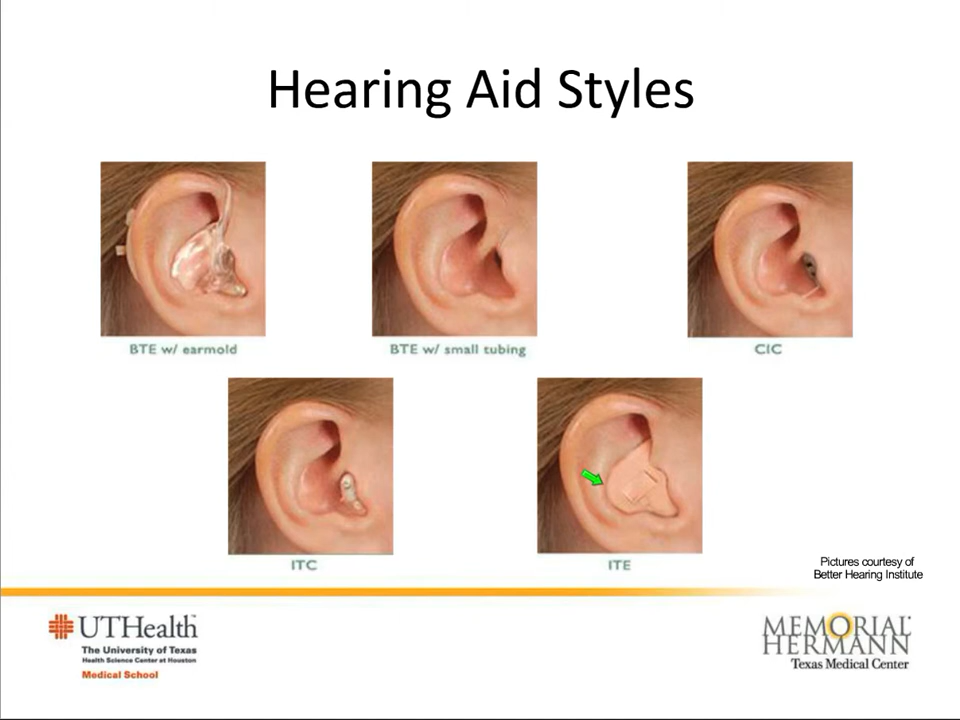 Hearing Aid Styles
BTE w/ earmold
BTE w/ small tubing
CIC
ITC
ITE
Pictures courtesy of
Better Hearing Institute
UTHealth™
The University of Texas
Health Science Center at Houston
Medical School
MEMORIAL®
HERMANN
Texas Medical Center